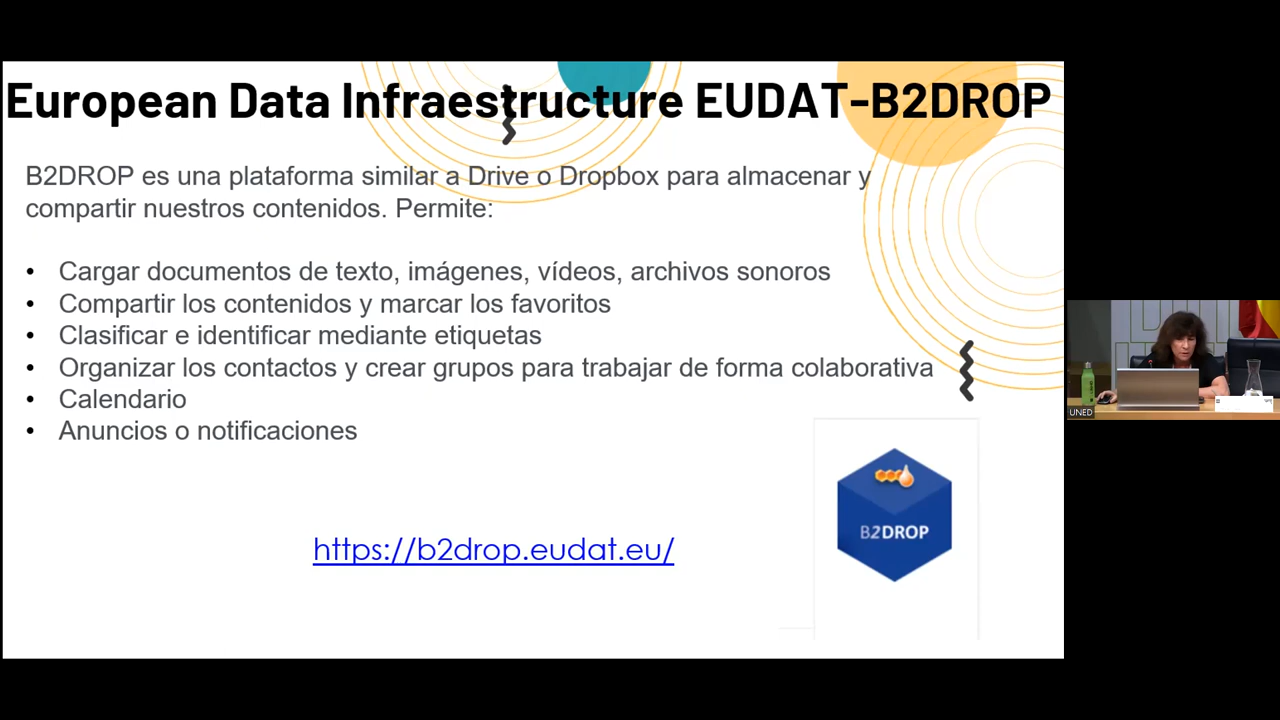 European Data Infraestructure EUDAT-B2DROP
B2DROP es una plataforma similar a Drive o Dropbox para almacenar y
compartir nuestros contenidos. Permite:
• Cargar documentos de texto, imágenes, vídeos, archivos sonoros
• Compartir los contenidos y marcar los favoritos
• Clasificar e identificar mediante etiquetas
• Organizar los contactos y crear grupos para trabajar de forma colaborativa
• Calendario
• Anuncios o notificaciones
https://b2drop.eudat.eu/
B2DROP
UNED